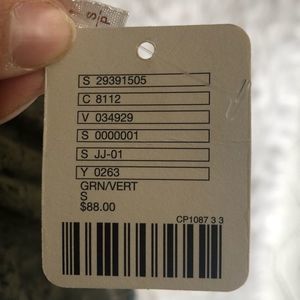 S
P
S 29391505
C 8112
V 034929
S 0000001
S JJ-01
Y 0263
GRN/VERT
S
$88.00
CP1087 3 3